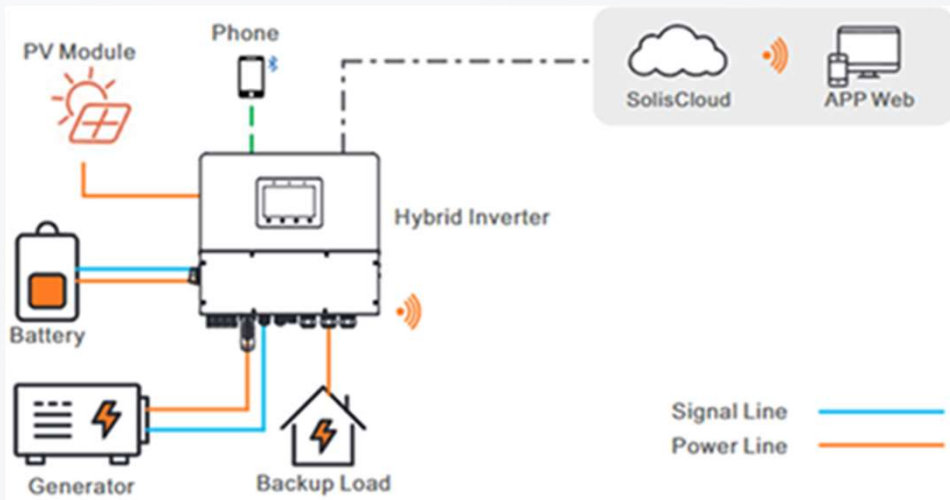 Phone
PV Module
SolisCloud
APP Web
Hybrid Inverter
Battery
Signal Line
Power Line
Generator
Backup Load